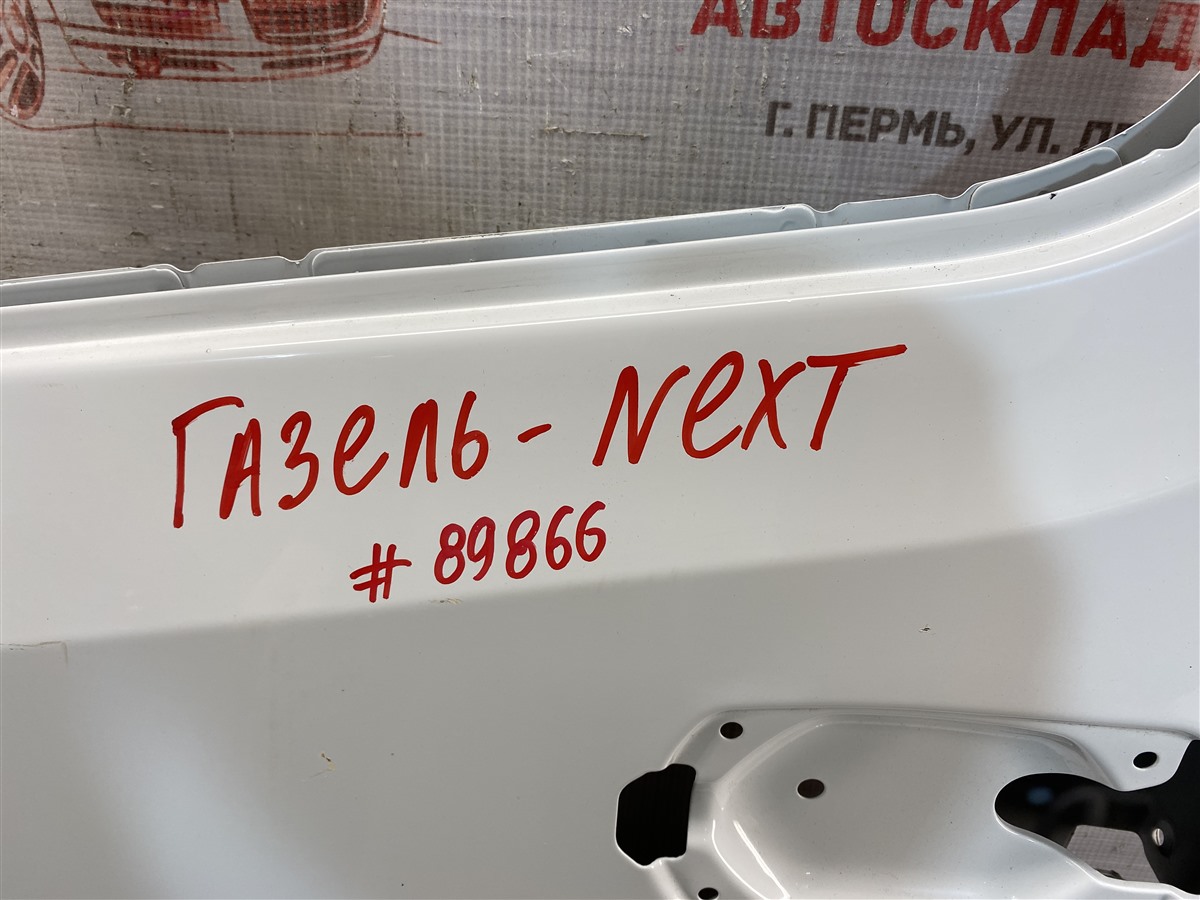 АВТОСКЛАД
Г. ПЕРМЬ, УЛ.
ГАЗеЛЬ - NexT
# 89866